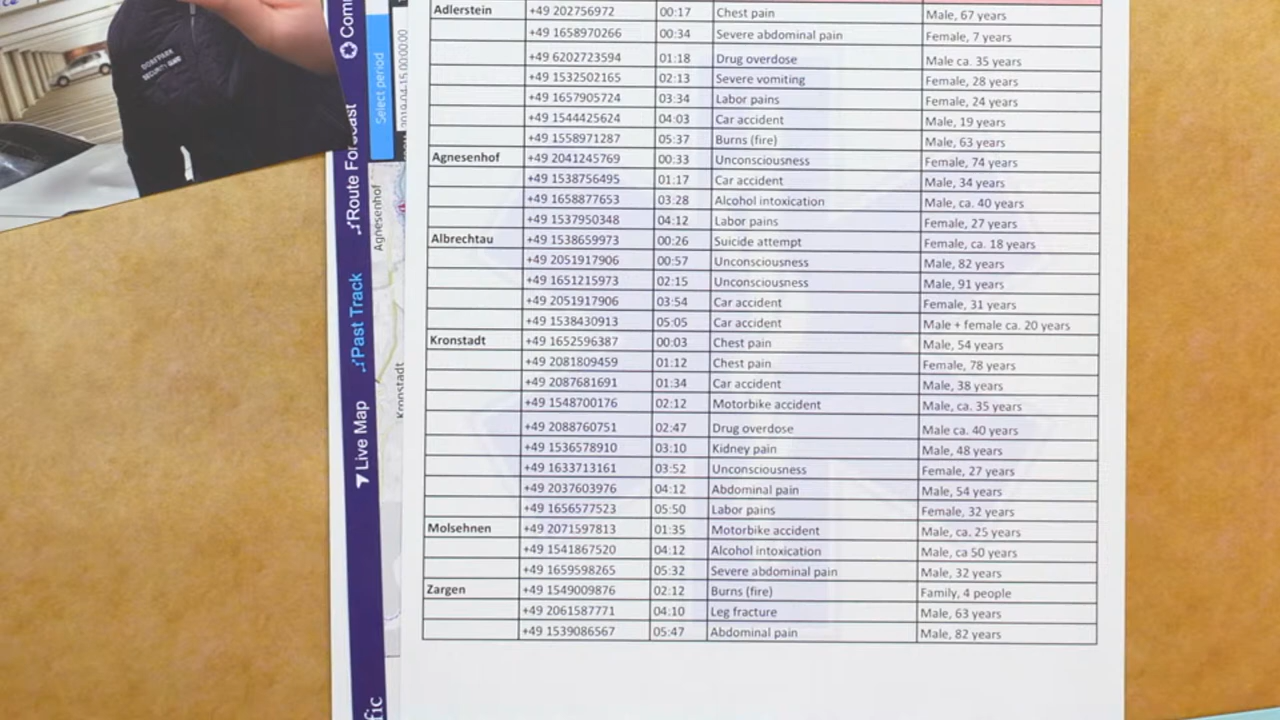 DORFPARK
SECURITY GUARD
Comm
Route Forecast
Past Track
Live Map
fic
Select period
2019-04-15 00:00:00
Agnesenhof
Kronstadt
Adlerstein +49 202756972 00:17 Chest pain Male, 67 years
+49 1658970266 00:34 Severe abdominal pain Female, 7 years
+49 6202723594 01:18 Drug overdose Male ca. 35 years
+49 1532502165 02:13 Severe vomiting Female, 28 years
+49 1657905724 03:34 Labor pains Female, 24 years
+49 1544425624 04:03 Car accident Male, 19 years
+49 1558971287 05:37 Burns (fire) Male, 63 years
Agnesenhof +49 2041245769 00:33 Unconsciousness Female, 74 years
+49 1538756495 01:17 Car accident Male, 34 years
+49 1658877653 03:28 Alcohol intoxication Male, ca. 40 years
+49 1537950348 04:12 Labor pains Female, 27 years
Albrechtau +49 1538659973 00:26 Suicide attempt Female, ca. 18 years
+49 2051917906 00:57 Unconsciousness Male, 82 years
+49 1651215973 02:15 Unconsciousness Male, 91 years
+49 2051917906 03:54 Car accident Female, 31 years
+49 1538430913 05:05 Car accident Male + female ca. 20 years
Kronstadt +49 1652596387 00:03 Chest pain Male, 54 years
+49 2081809459 01:12 Chest pain Female, 78 years
+49 2087681691 01:34 Car accident Male, 38 years
+49 1548700176 02:12 Motorbike accident Male, ca. 35 years
+49 2088760751 02:47 Drug overdose Male ca. 40 years
+49 1536578910 03:10 Kidney pain Male, 48 years
+49 1633713161 03:52 Unconsciousness Female, 27 years
+49 2037603976 04:12 Abdominal pain Male, 54 years
+49 1656577523 05:50 Labor pains Female, 32 years
Molsehnen +49 2071597813 01:35 Motorbike accident Male, ca. 25 years
+49 1541867520 04:12 Alcohol intoxication Male, ca 50 years
+49 1659598265 05:32 Severe abdominal pain Male, 32 years
Zargen +49 1549009876 02:12 Burns (fire) Family, 4 people
+49 2061587771 04:10 Leg fracture Male, 63 years
+49 1539086567 05:47 Abdominal pain Male, 82 years